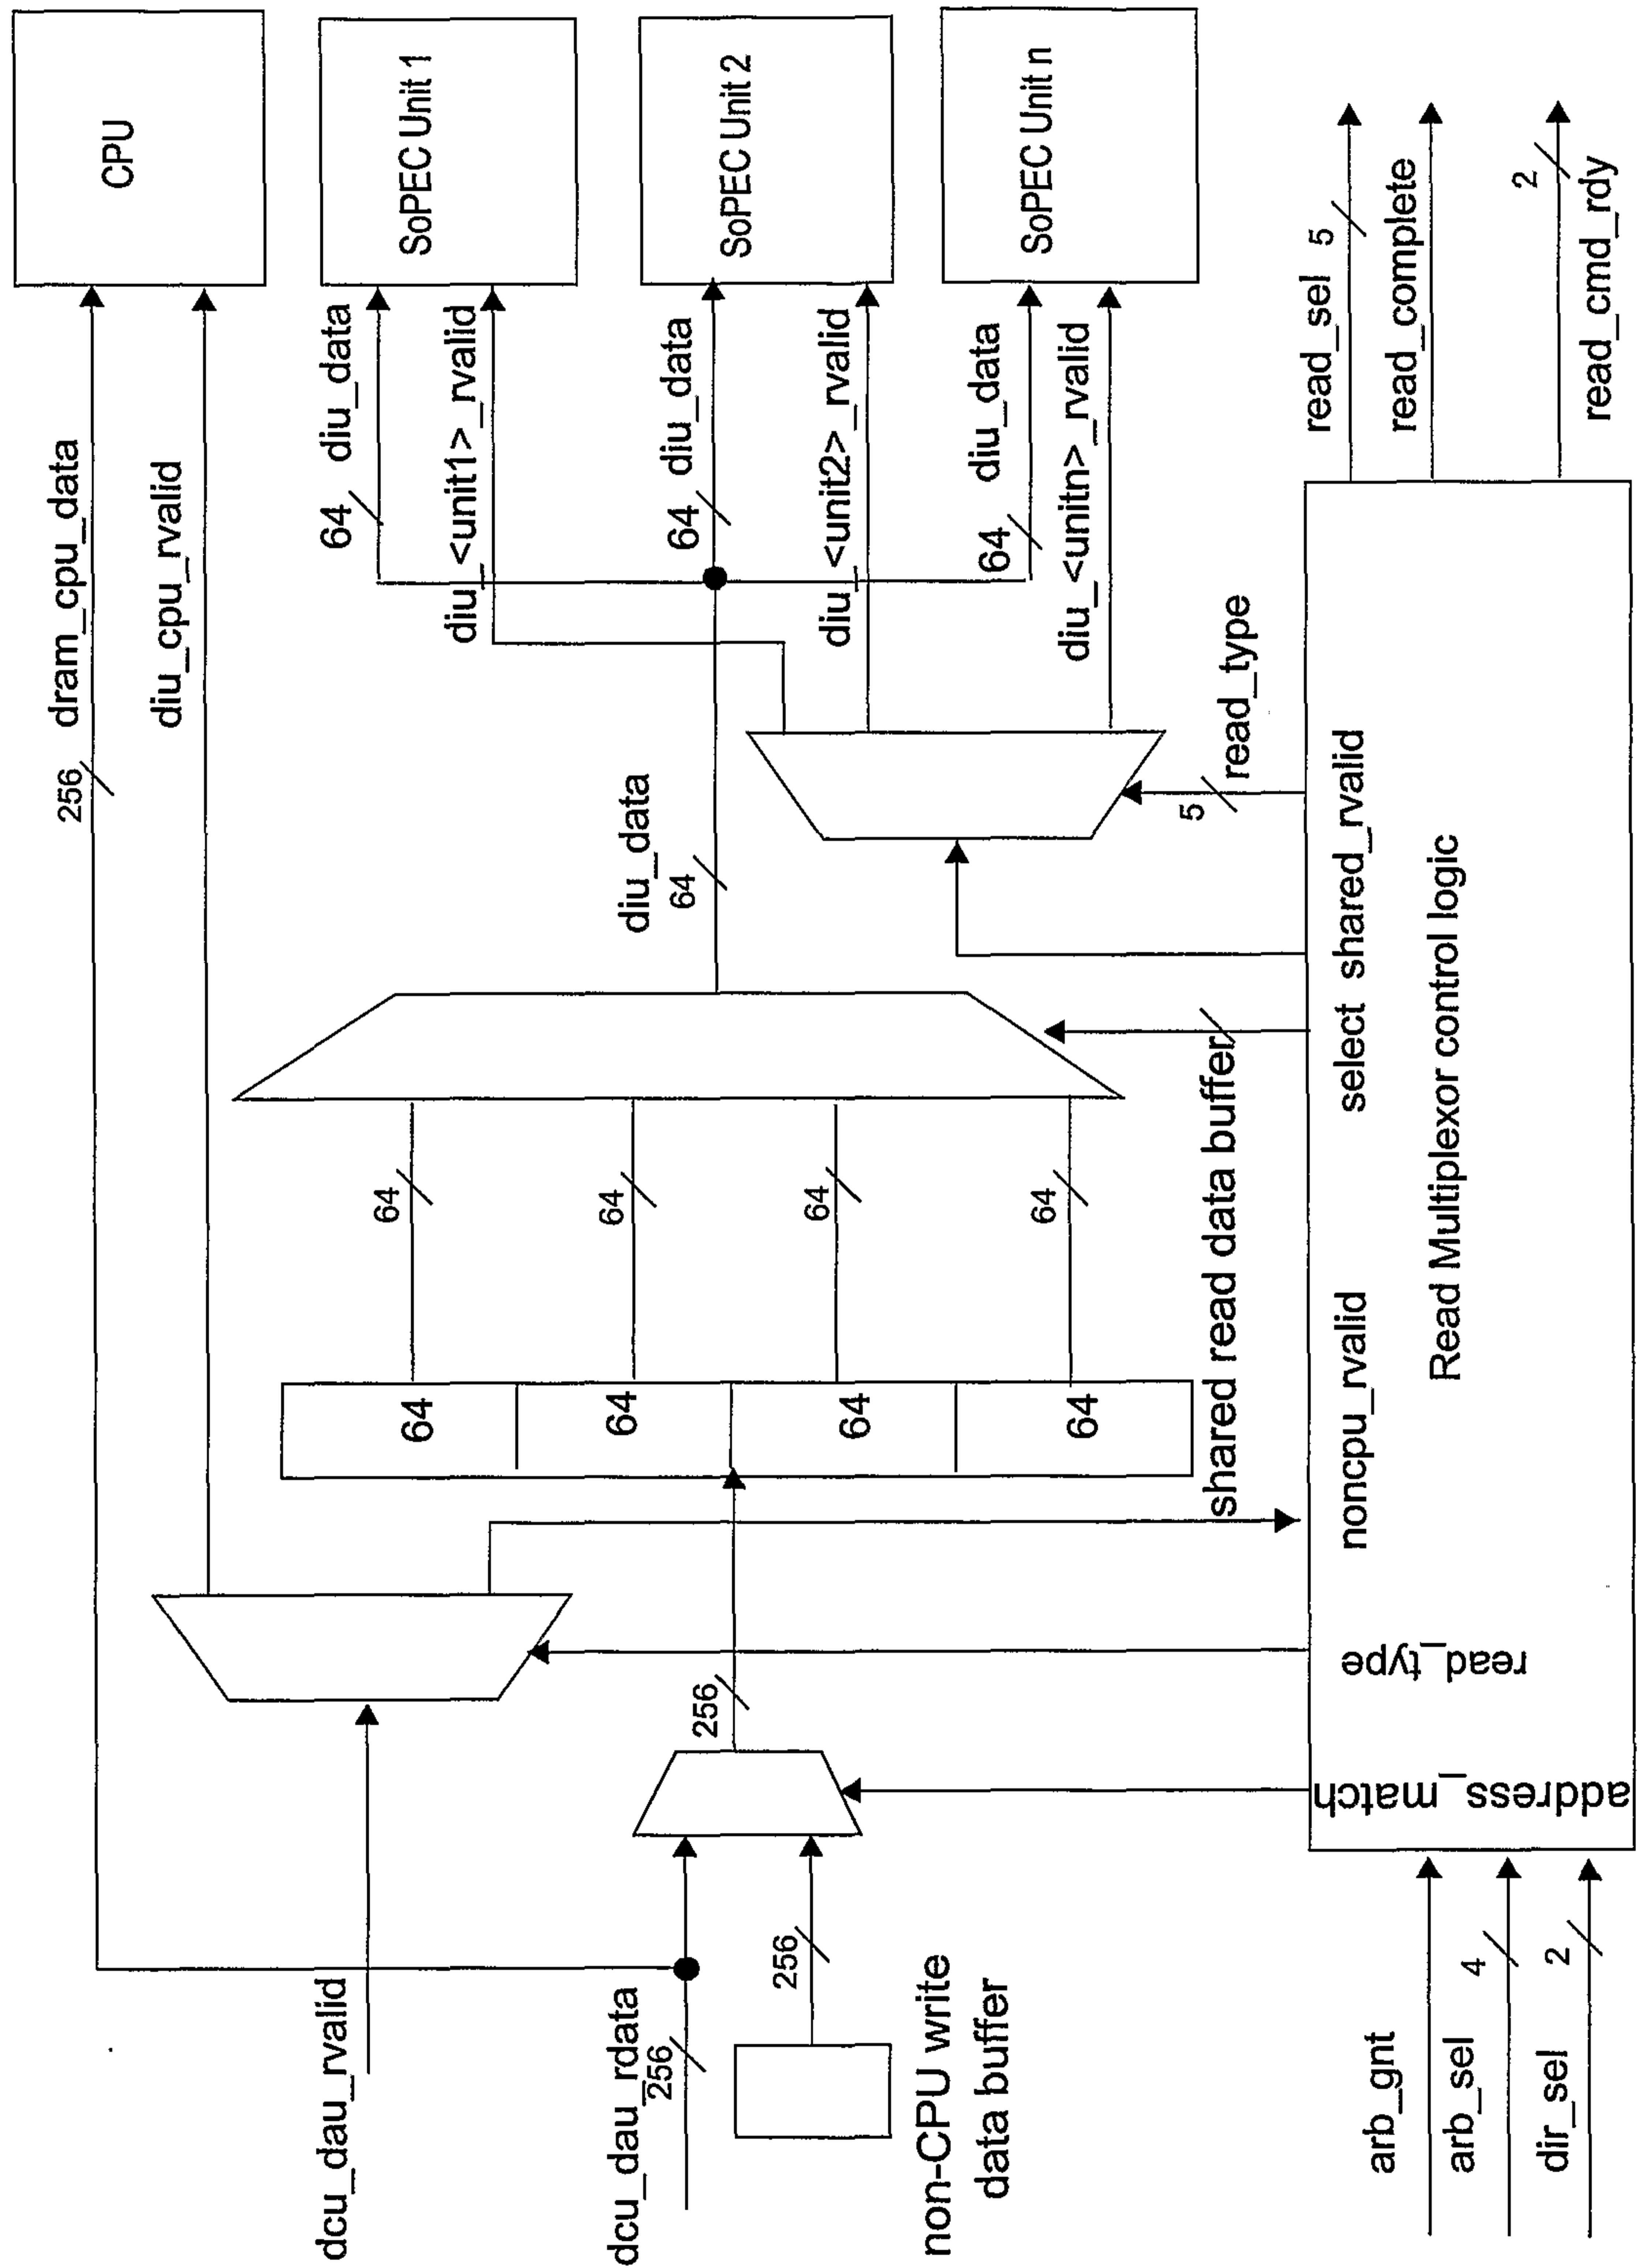 CPU
SoPEC Unit 1
SoPEC Unit 2
SoPEC Unit n
256
dram_cpu_data
diu_cpu_rvalid
64
diu_data
diu_<unit1>_rvalid
64
diu_data
diu_<unit2>_rvalid
64
diu_data
diu_<unitn>_rvalid
diu_data
64
5
read_type
64
64
64
64
64
64
64
64
shared read data buffer
256
dcu_dau_rvalid
dcu_dau_rdata
256
256
non-CPU write
data buffer
address_match
read_type
noncpu_rvalid
select
shared_rvalid
Read Multiplexor control logic
arb_gnt
arb_sel
4
dir_sel
2
read_sel
5
read_complete
2
read_cmd_rdy